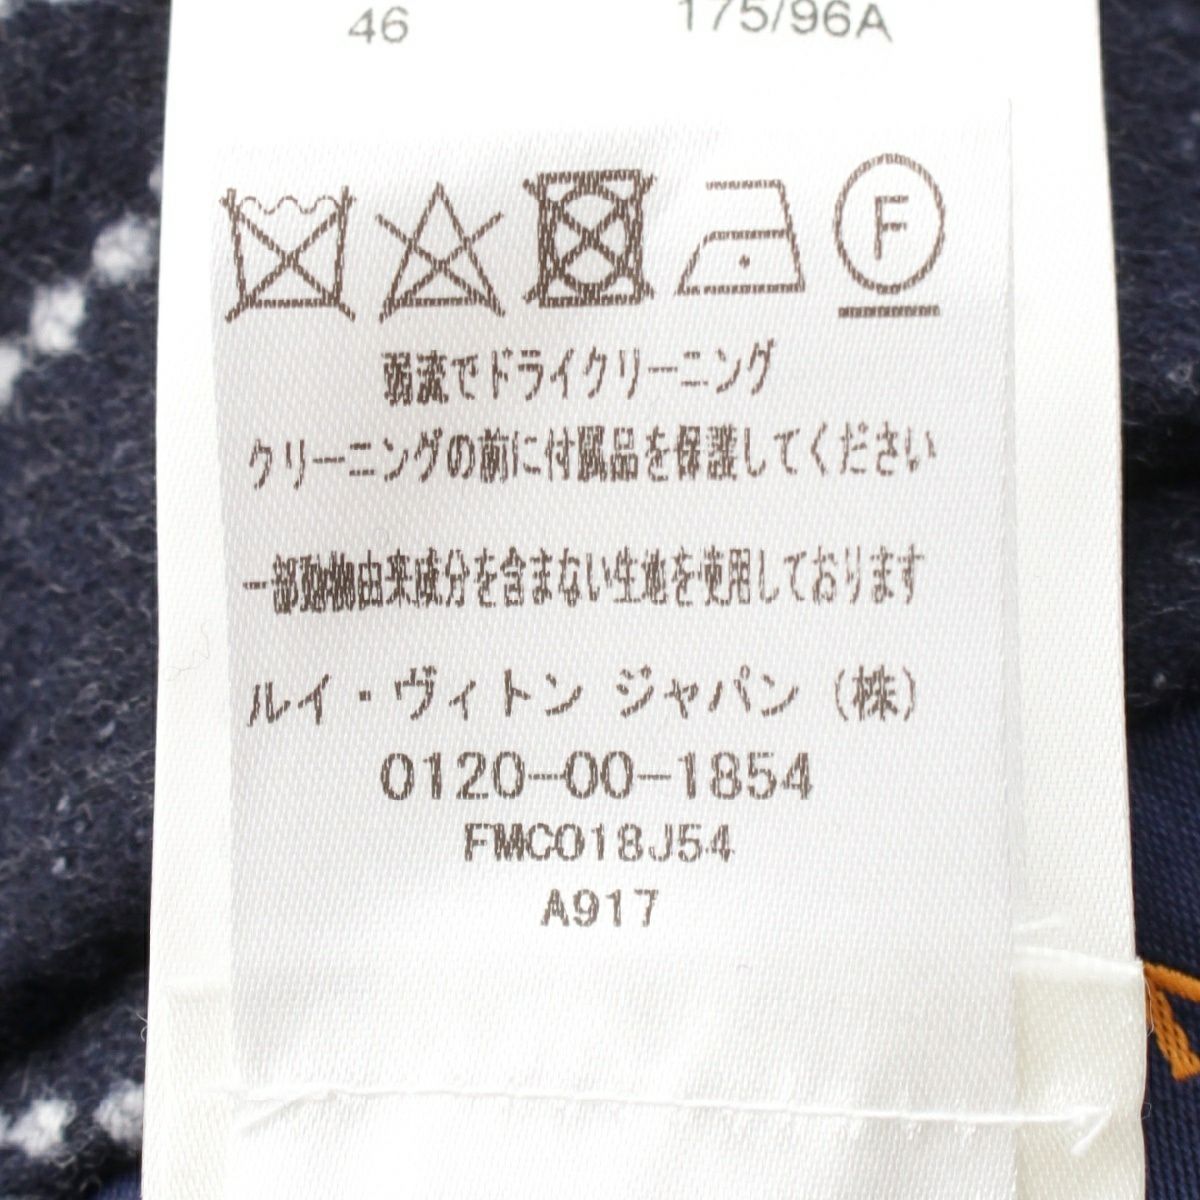 46 175/96A
F
弱流でドライクリーニング
クリーニングの前に付属品を保護してください
一部動物由来成分を含まない生地を使用しております
ルイ・ヴィトン ジャパン (株)
0120-00-1854
FMCO18J54
A917